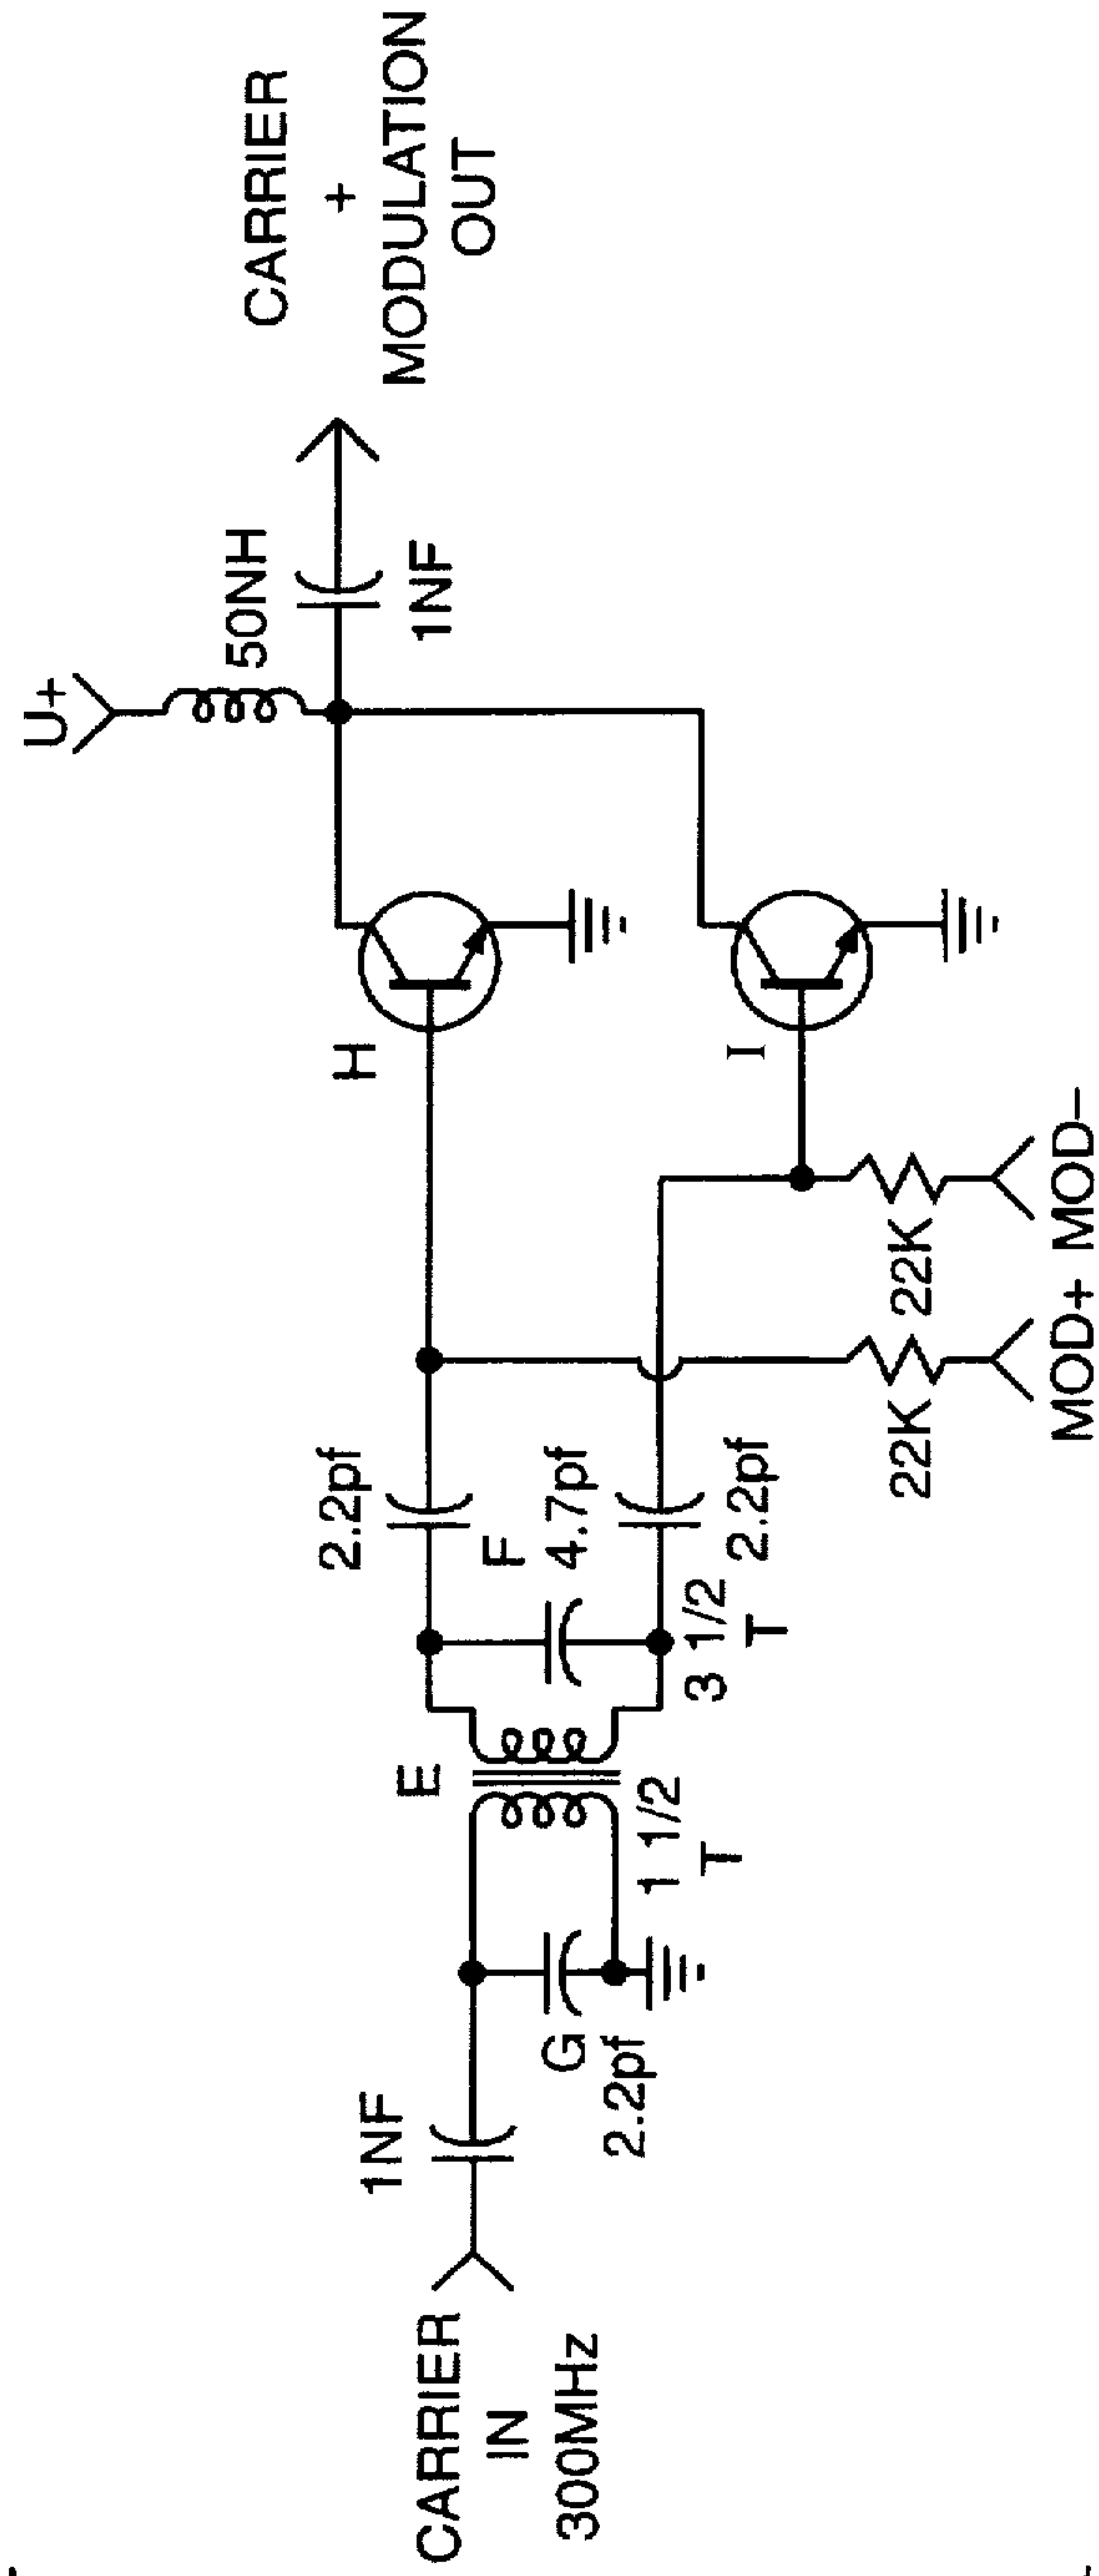 CARRIER
IN
300MHz
1NF
G
2.2pf
E
1 1/2
T
3 1/2
T
F
4.7pf
2.2pf
2.2pf
22K
22K
MOD+ MOD−
H
I
U+
50NH
1NF
CARRIER
+
MODULATION
OUT